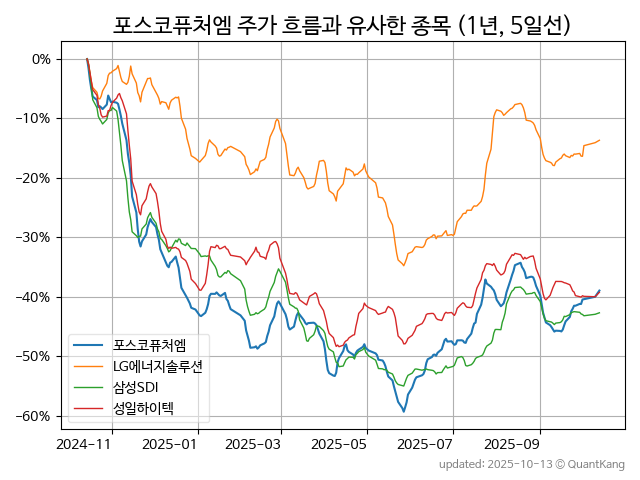 포스코퓨처엠 주가 흐름과 유사한 종목 (1년, 5일선)
0%
−10%
−20%
−30%
−40%
−50%
−60%
포스코퓨처엠
LG에너지솔루션
삼성SDI
성일하이텍
2024-11 2025-01 2025-03 2025-05 2025-07 2025-09
updated: 2025-10-13 © QuantKang